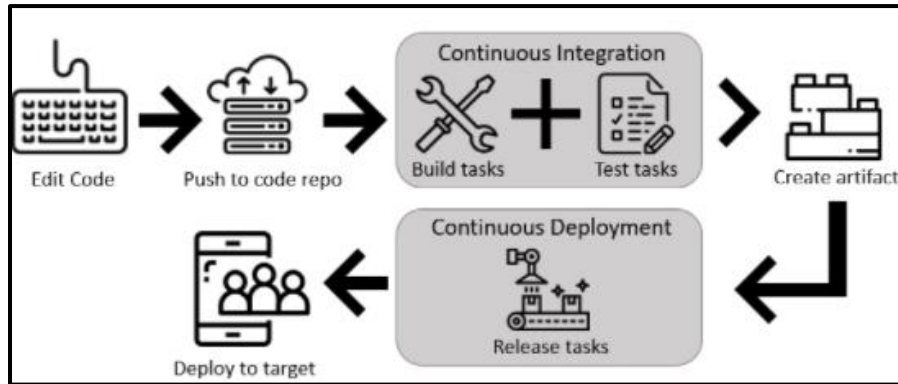 Continuous Integration
Edit Code
Push to code repo
Build tasks
Test tasks
Create artifact
Continuous Deployment
Release tasks
Deploy to target